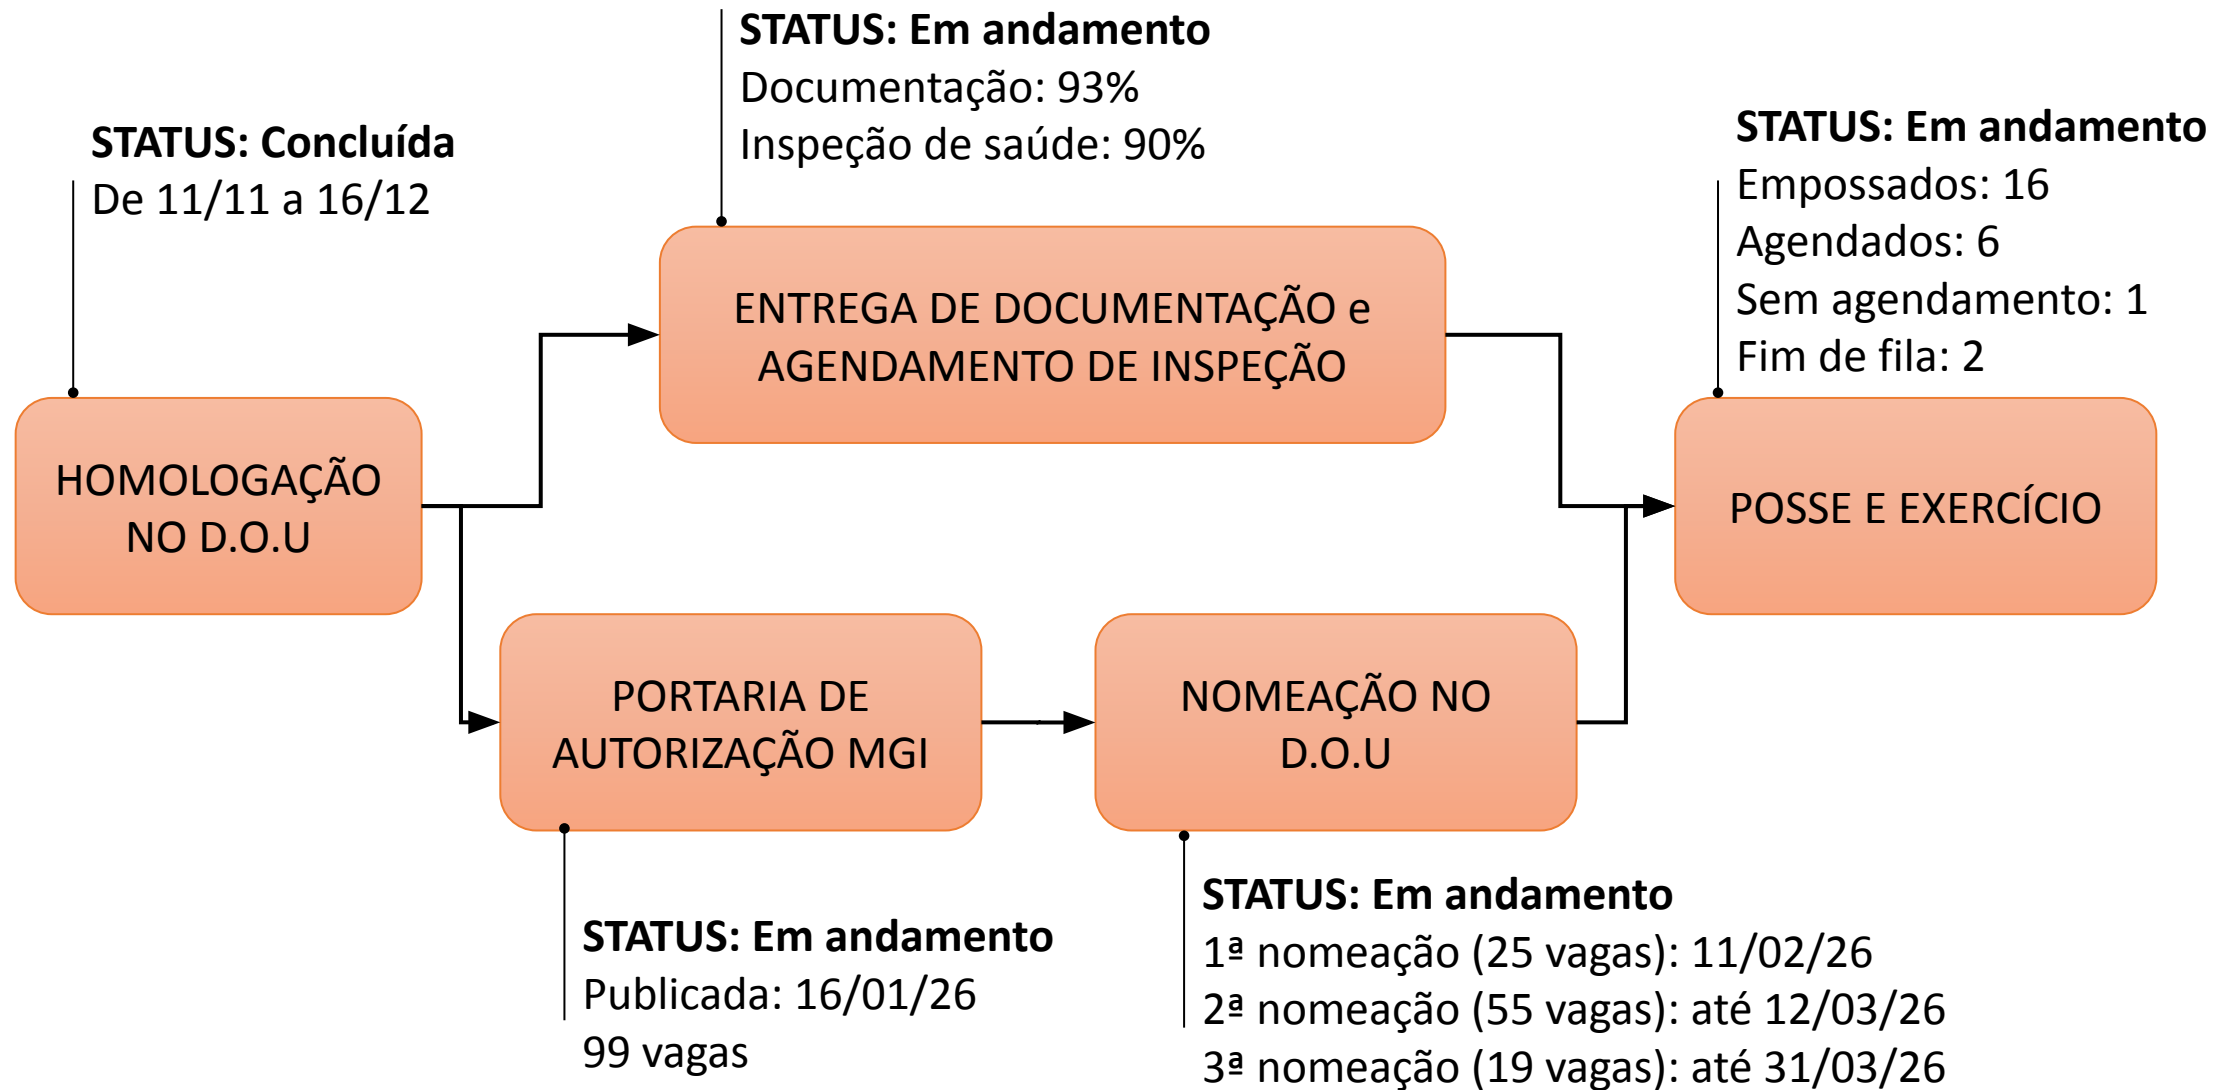 STATUS: Em andamento
Documentação: 93%
Inspeção de saúde: 90%
STATUS: Concluída
De 11/11 a 16/12
STATUS: Em andamento
Empossados: 16
Agendados: 6
Sem agendamento: 1
Fim de fila: 2
ENTREGA DE DOCUMENTAÇÃO e
AGENDAMENTO DE INSPEÇÃO
HOMOLOGAÇÃO
NO D.O.U
POSSE E EXERCÍCIO
PORTARIA DE
AUTORIZAÇÃO MGI
NOMEAÇÃO NO
D.O.U
STATUS: Em andamento
Publicada: 16/01/26
99 vagas
STATUS: Em andamento
1ª nomeação (25 vagas): 11/02/26
2ª nomeação (55 vagas): até 12/03/26
3ª nomeação (19 vagas): até 31/03/26